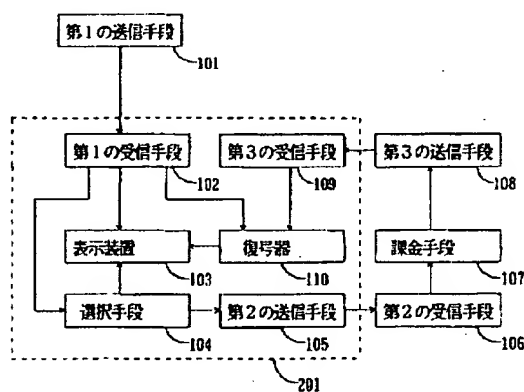 第1の送信手段
101
第1の受信手段
102
第3の受信手段
109
第3の送信手段
108
表示装置
103
復号器
110
課金手段
107
選択手段
104
第2の送信手段
105
第2の受信手段
106
201